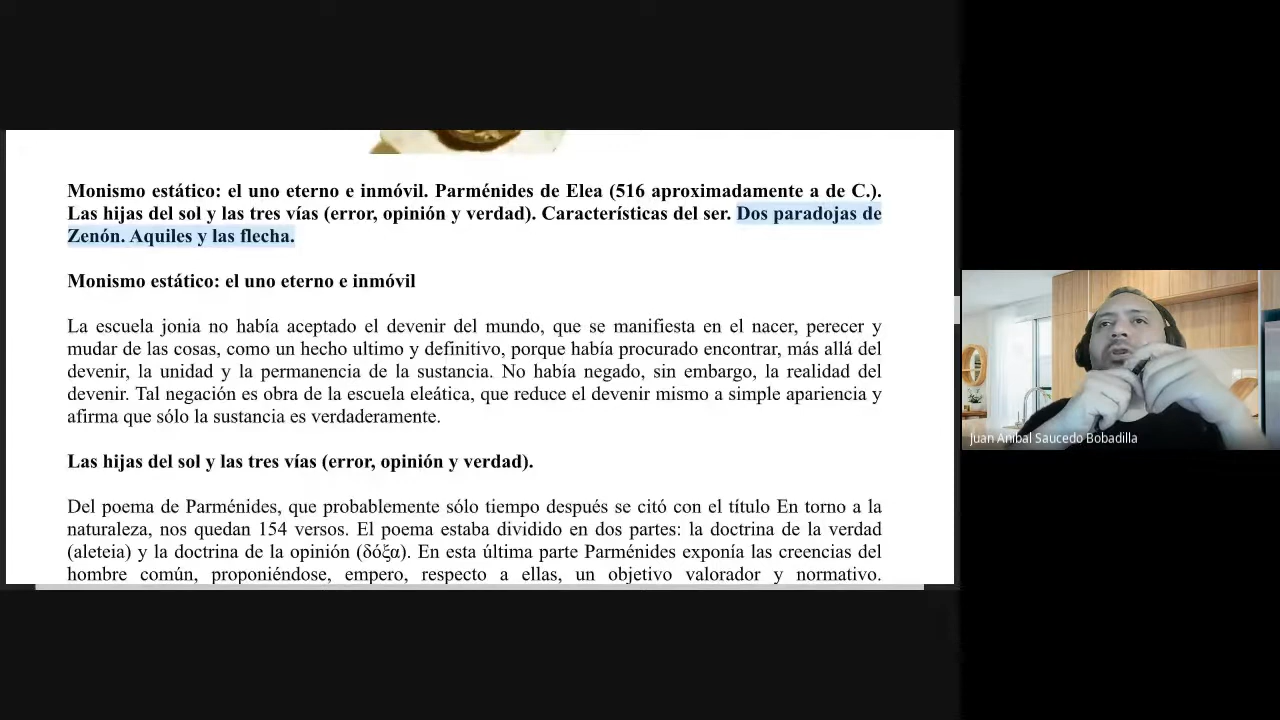 Monismo estático: el uno eterno e inmóvil. Parménides de Elea (516 aproximadamente a de C.).
Las hijas del sol y las tres vías (error, opinión y verdad). Características del ser. Dos paradojas de
Zenón. Aquiles y las flecha.
Monismo estático: el uno eterno e inmóvil
La escuela jonia no había aceptado el devenir del mundo, que se manifiesta en el nacer, perecer y
mudar de las cosas, como un hecho ultimo y definitivo, porque había procurado encontrar, más allá del
devenir, la unidad y la permanencia de la sustancia. No había negado, sin embargo, la realidad del
devenir. Tal negación es obra de la escuela eleática, que reduce el devenir mismo a simple apariencia y
afirma que sólo la sustancia es verdaderamente.
Las hijas del sol y las tres vías (error, opinión y verdad).
Del poema de Parménides, que probablemente sólo tiempo después se citó con el título En torno a la
naturaleza, nos quedan 154 versos. El poema estaba dividido en dos partes: la doctrina de la verdad
(aleteia) y la doctrina de la opinión (δόξα). En esta última parte Parménides exponía las creencias del
hombre común, proponiéndose, empero, respecto a ellas, un objetivo valorador y normativo.
Juan Anibal Saucedo Bobadilla